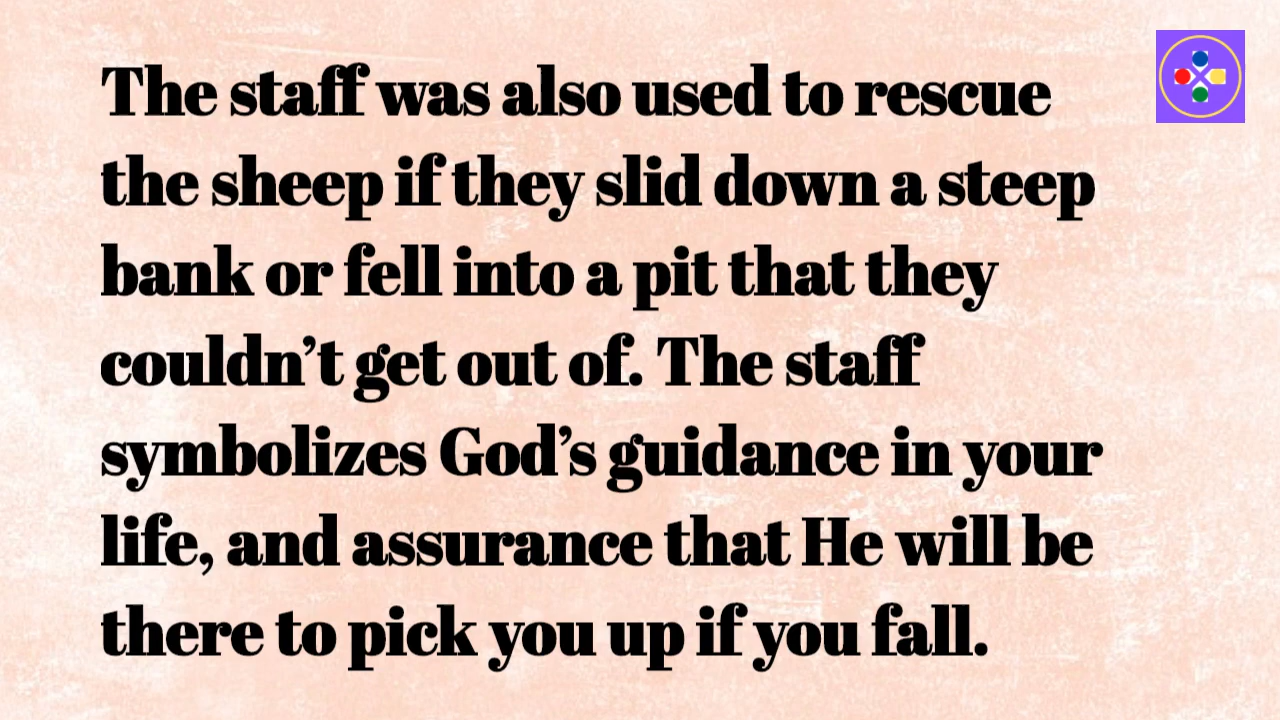 The staff was also used to rescue
the sheep if they slid down a steep
bank or fell into a pit that they
couldn’t get out of. The staff
symbolizes God’s guidance in your
life, and assurance that He will be
there to pick you up if you fall.